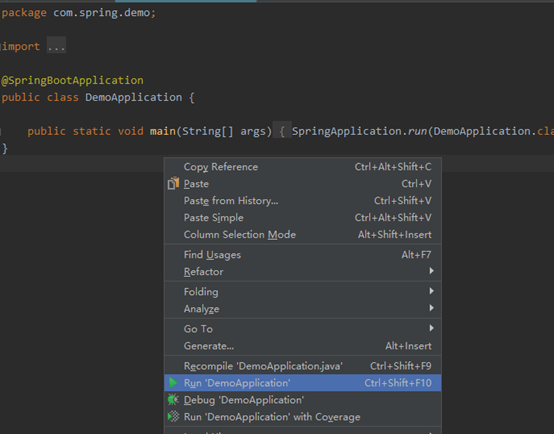 package com.spring.demo;
import ...
@SpringBootApplication
public class DemoApplication {
public static void main(String[] args) { SpringApplication.run(DemoApplication.cla
}
Copy Reference Ctrl+Alt+Shift+C
Paste Ctrl+V
Paste from History... Ctrl+Shift+V
Paste Simple Ctrl+Alt+Shift+V
Column Selection Mode Alt+Shift+Insert
Find Usages Alt+F7
Refactor
Folding
Analyze
Go To
Generate... Alt+Insert
Recompile 'DemoApplication.java' Ctrl+Shift+F9
Run 'DemoApplication' Ctrl+Shift+F10
Debug 'DemoApplication'
Run 'DemoApplication' with Coverage